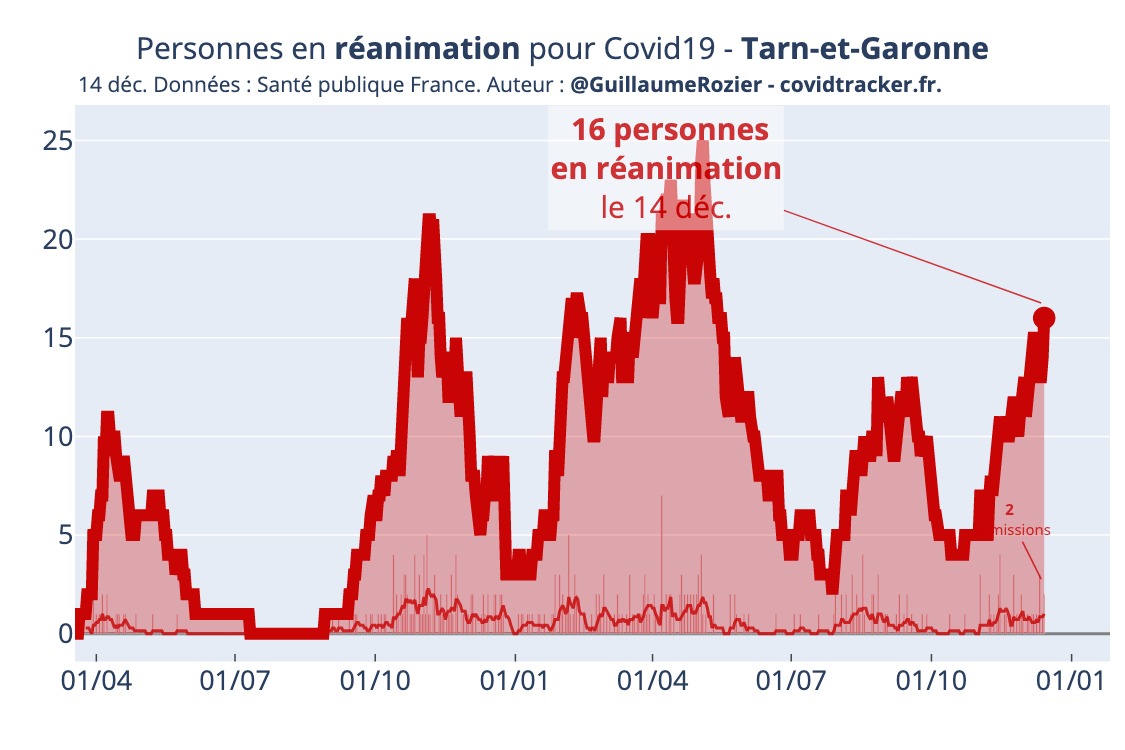 Personnes en réanimation pour Covid19 - Tarn-et-Garonne
14 déc. Données : Santé publique France. Auteur : @GuillaumeRozier - covidtracker.fr.
16 personnes
en réanimation
le 14 déc.
25
20
15
10
5
0
2
missions
01/04
01/07
01/10
01/01
01/04
01/07
01/10
01/01